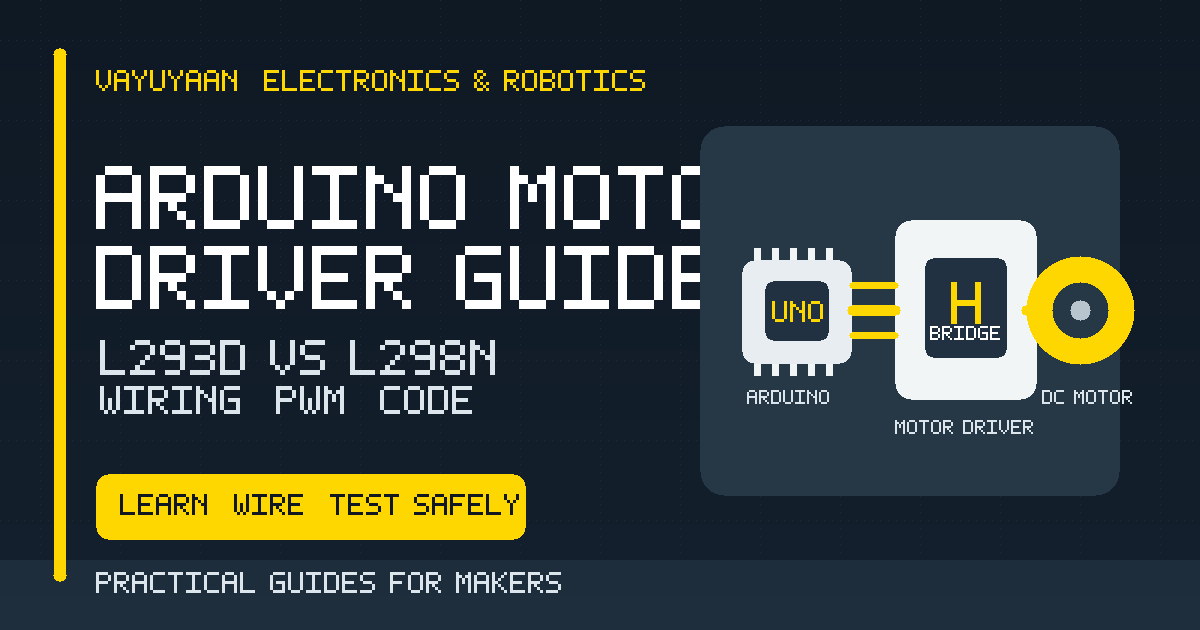 VAYUYAAN ELECTRONICS & ROBOTICS
ARDUINO MOTO
DRIVER GUIDE
L293D VS L298N
WIRING PWM CODE
LEARN WIRE TEST SAFELY
PRACTICAL GUIDES FOR MAKERS
UNO
H
BRIDGE
ARDUINO
DC MOTOR
MOTOR DRIVER